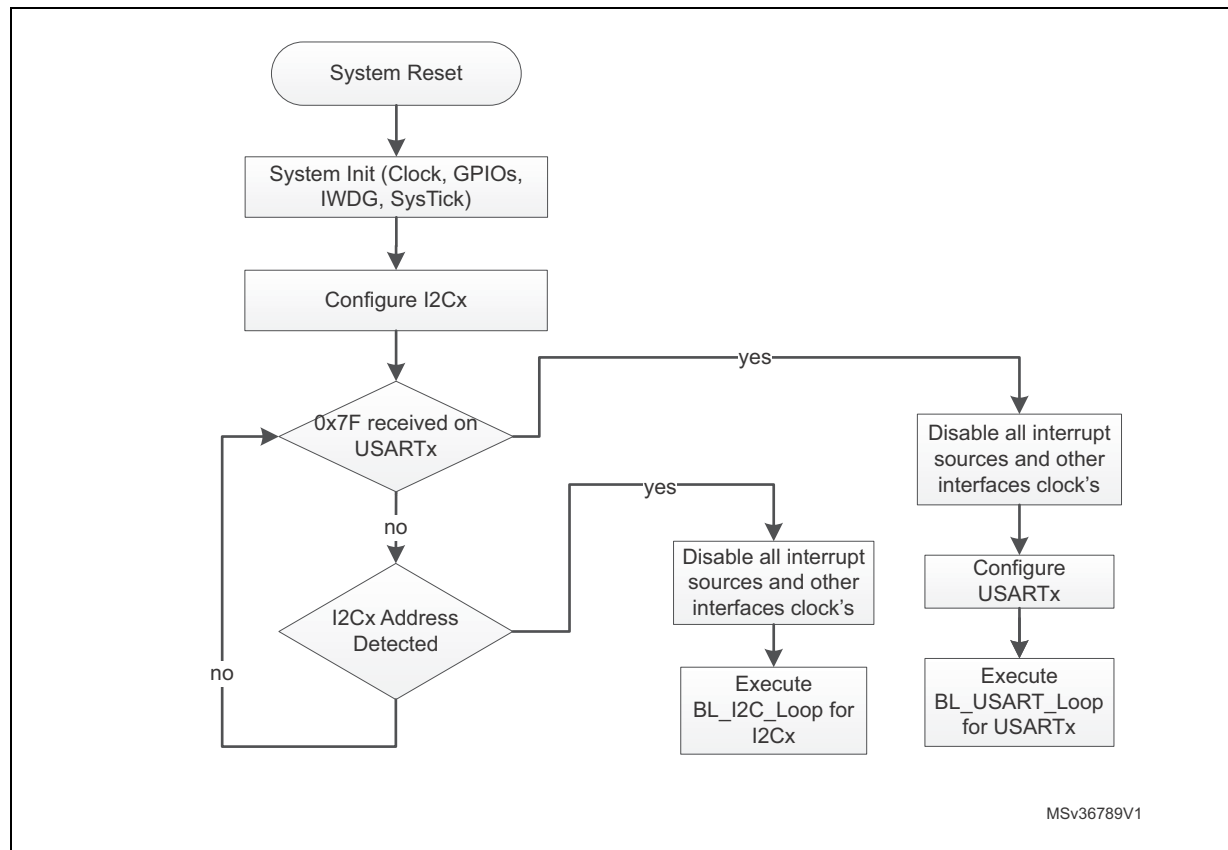 System Reset
System Init (Clock, GPIOs,
IWDG, SysTick)
Configure I2Cx
yes
0x7F received on
USARTx
Disable all interrupt
sources and other
interfaces clock's
yes
no
Disable all interrupt
sources and other
interfaces clock's
Configure
USARTx
I2Cx Address
Detected
no
Execute
BL_I2C_Loop for
I2Cx
Execute
BL_USART_Loop
for USARTx
MSv36789V1